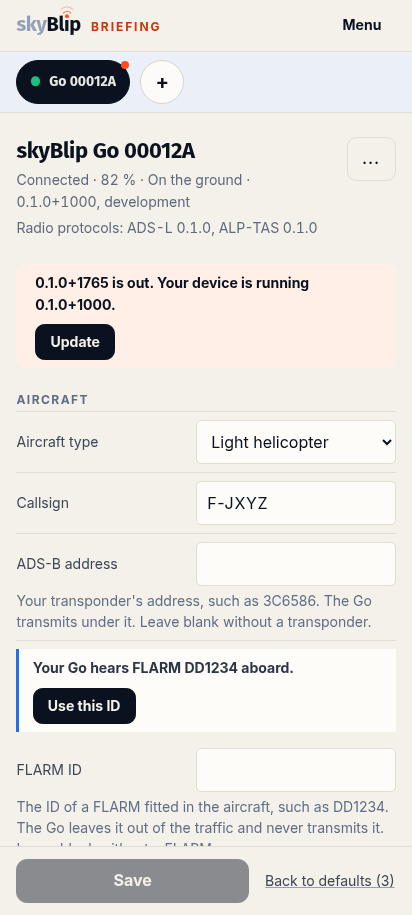 skyBlip BRIEFING
Menu
Go 00012A
+
skyBlip Go 00012A
...
Connected · 82 % · On the ground ·
0.1.0+1000, development
Radio protocols: ADS-L 0.1.0, ALP-TAS 0.1.0
0.1.0+1765 is out. Your device is running
0.1.0+1000.
Update
AIRCRAFT
Aircraft type
Light helicopter
Callsign
F-JXYZ
ADS-B address
Your transponder's address, such as 3C6586. The Go
transmits under it. Leave blank without a transponder.
Your Go hears FLARM DD1234 aboard.
Use this ID
FLARM ID
The ID of a FLARM fitted in the aircraft, such as DD1234.
The Go leaves it out of the traffic and never transmits it.
Save
Back to defaults (3)